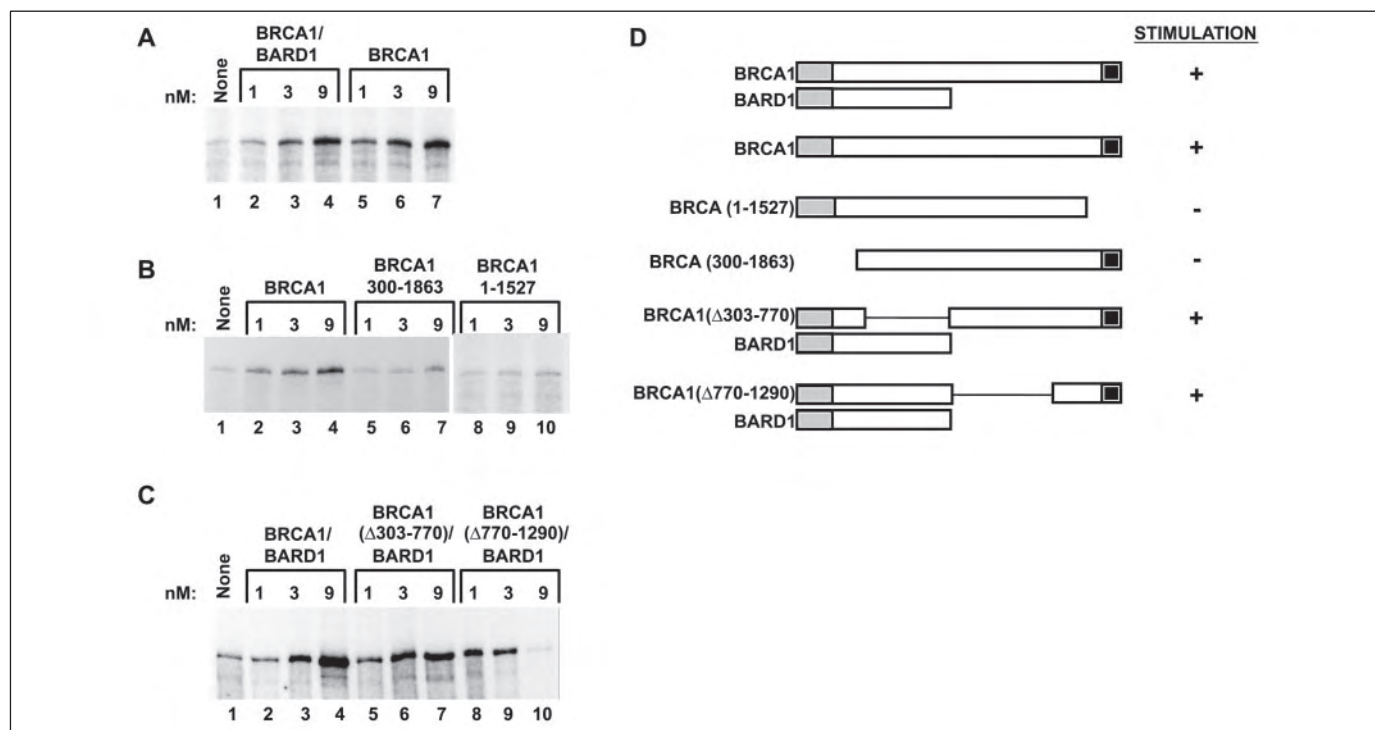 A
BRCA1/
BARD1
BRCA1
None
nM: 1 3 9 1 3 9
1 2 3 4 5 6 7
B
BRCA1
BRCA1
300-1863
BRCA1
1-1527
None
nM: 1 3 9 1 3 9 1 3 9
1 2 3 4 5 6 7 8 9 10
C
BRCA1/
BARD1
BRCA1
(Δ303-770)/
BARD1
BRCA1
(Δ770-1290)/
BARD1
None
nM: 1 3 9 1 3 9 1 3 9
1 2 3 4 5 6 7 8 9 10
D
STIMULATION
BRCA1 +
BARD1
BRCA1 +
BRCA (1-1527) -
BRCA (300-1863) -
BRCA1(Δ303-770) +
BARD1
BRCA1(Δ770-1290) +
BARD1